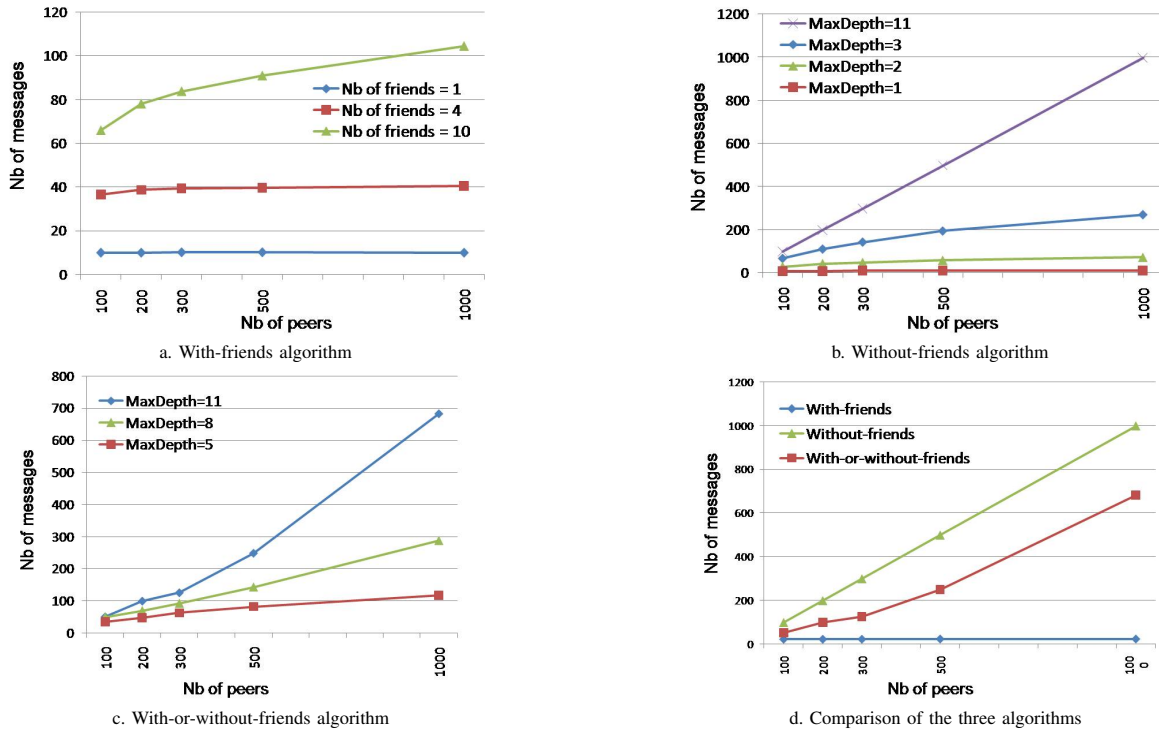 120
100
80
60
40
20
0
Nb of messages
Nb of friends = 1
Nb of friends = 4
Nb of friends = 10
100
200
300
500
1000
Nb of peers
a. With-friends algorithm
1200
1000
800
600
400
200
0
Nb of messages
MaxDepth=11
MaxDepth=3
MaxDepth=2
MaxDepth=1
100
200
300
500
1000
Nb of peers
b. Without-friends algorithm
800
700
600
500
400
300
200
100
0
Nb of messages
MaxDepth=11
MaxDepth=8
MaxDepth=5
100
200
300
500
1000
Nb of peers
c. With-or-without-friends algorithm
1200
1000
800
600
400
200
0
Nb of messages
With-friends
Without-friends
With-or-without-friends
100
200
300
500
100
0
Nb of peers
d. Comparison of the three algorithms